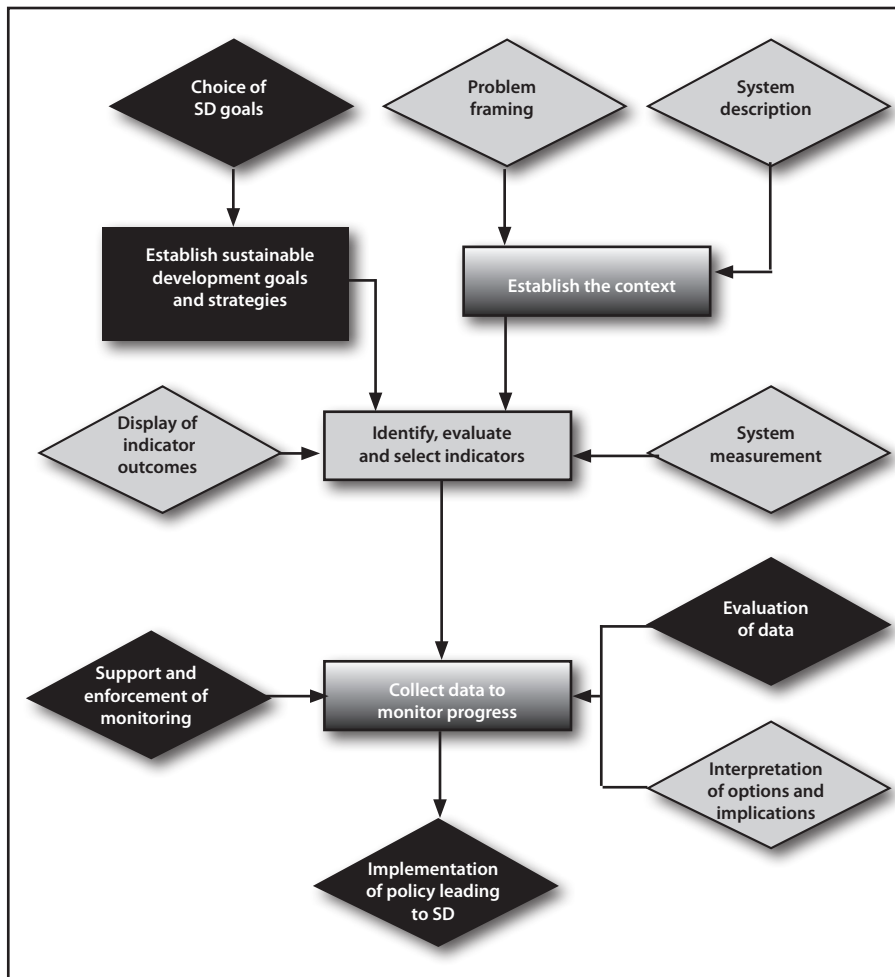 Choice of
SD goals
Problem
framing
System
description
Establish sustainable
development goals
and strategies
Establish the context
Display of
indicator
outcomes
Identify, evaluate
and select indicators
System
measurement
Evaluation
of data
Support and
enforcement of
monitoring
Collect data to
monitor progress
Interpretation
of options and
implications
Implementation
of policy leading
to SD